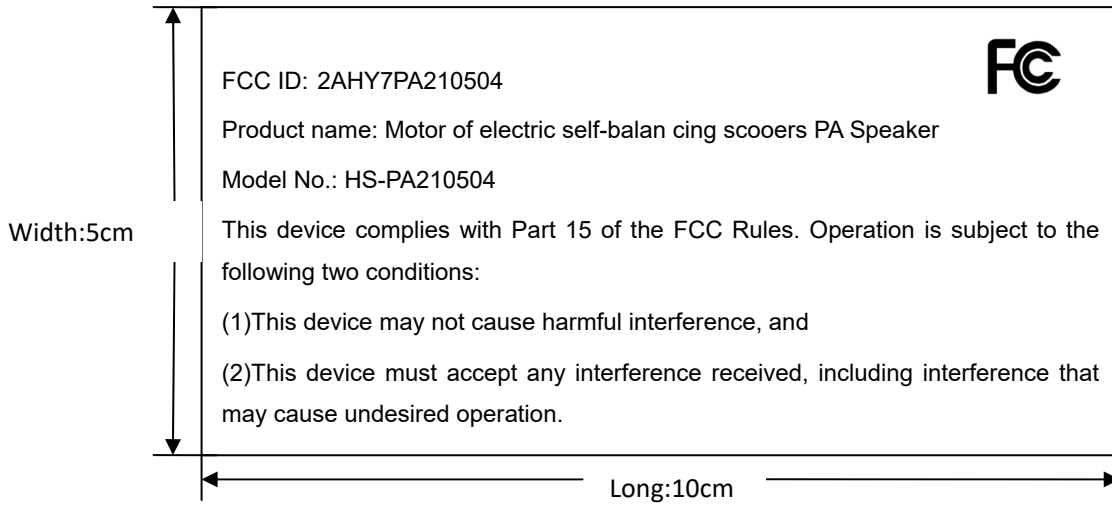 FC
FCC ID: 2AHY7PA210504
Product name: Motor of electric self-balan cing scooers PA Speaker
Model No.: HS-PA210504
Width:5cm
This device complies with Part 15 of the FCC Rules. Operation is subject to the
following two conditions:
(1)This device may not cause harmful interference, and
(2)This device must accept any interference received, including interference that
may cause undesired operation.
Long:10cm